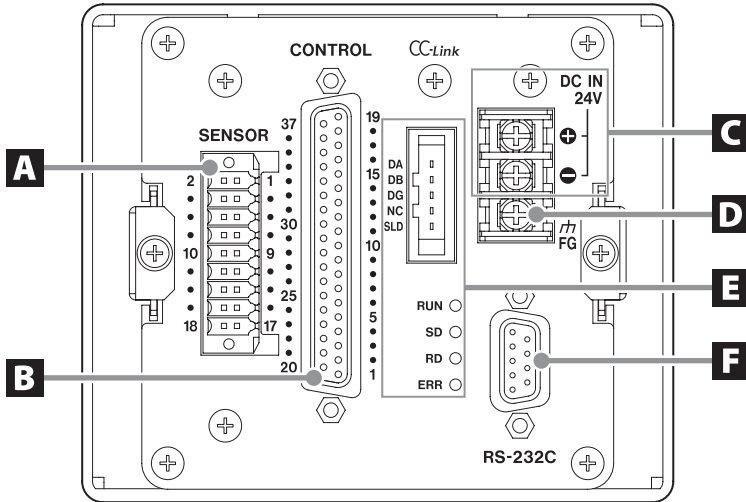 CONTROL
CC-Link
DC IN
24V
37
19
SENSOR
A
C
2
1
DA
DB
DG
NC
SLD
15
30
D
FG
10
9
10
E
25
RUN
5
SD
18
17
RD
20
1
ERR
B
F
RS-232C